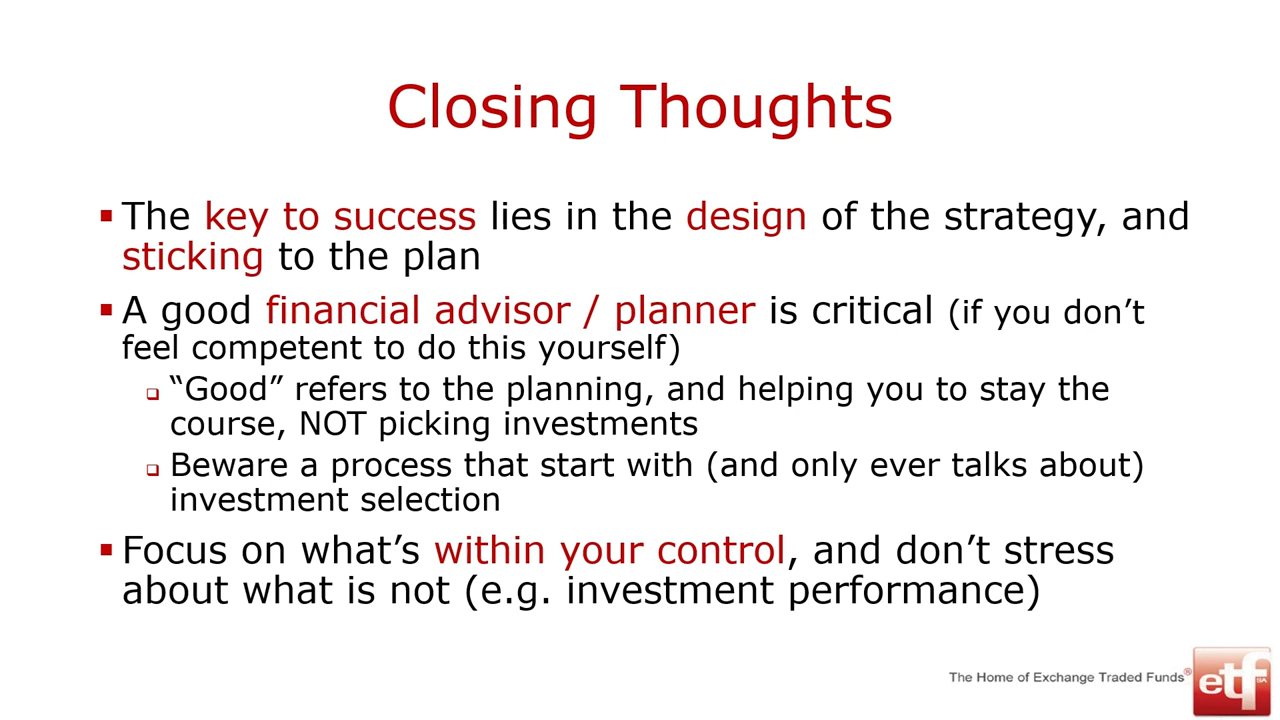 Closing Thoughts
The key to success lies in the design of the strategy, and
sticking to the plan
A good financial advisor / planner is critical (if you don’t
feel competent to do this yourself)
“Good” refers to the planning, and helping you to stay the
course, NOT picking investments
Beware a process that start with (and only ever talks about)
investment selection
Focus on what’s within your control, and don’t stress
about what is not (e.g. investment performance)
The Home of Exchange Traded Funds®
etfSA